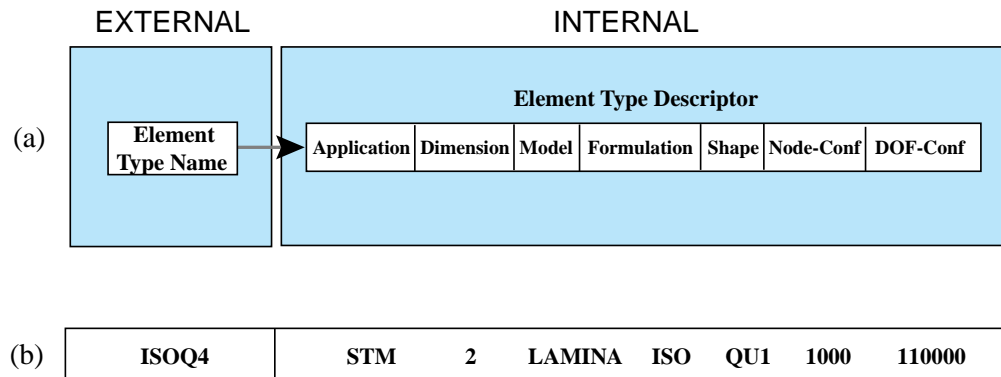 EXTERNAL INTERNAL
Element Type Descriptor
(a) Element Type Name Application Dimension Model Formulation Shape Node-Conf DOF-Conf
(b) ISOQ4 STM 2 LAMINA ISO QU1 1000 110000